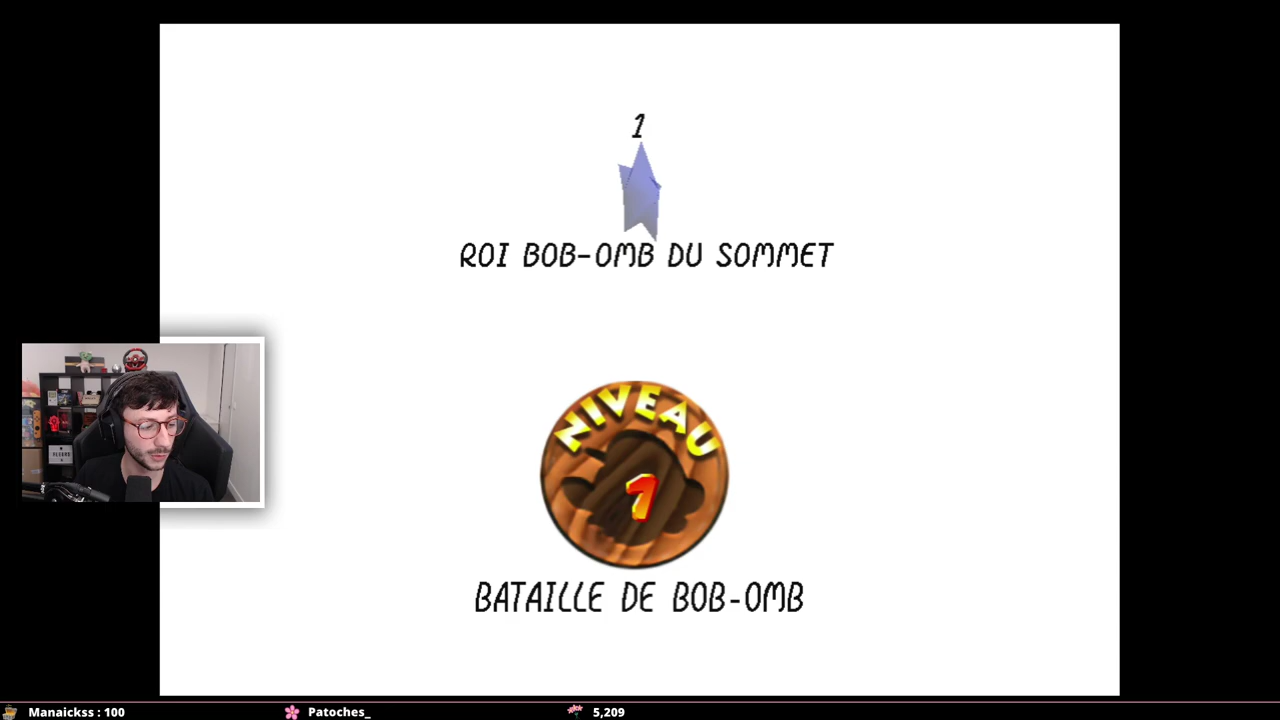 1
ROI BOB-OMB DU SOMMET
NIVEAU
1
BATAILLE DE BOB-OMB
Manaickss : 100
Patoches_
5,209